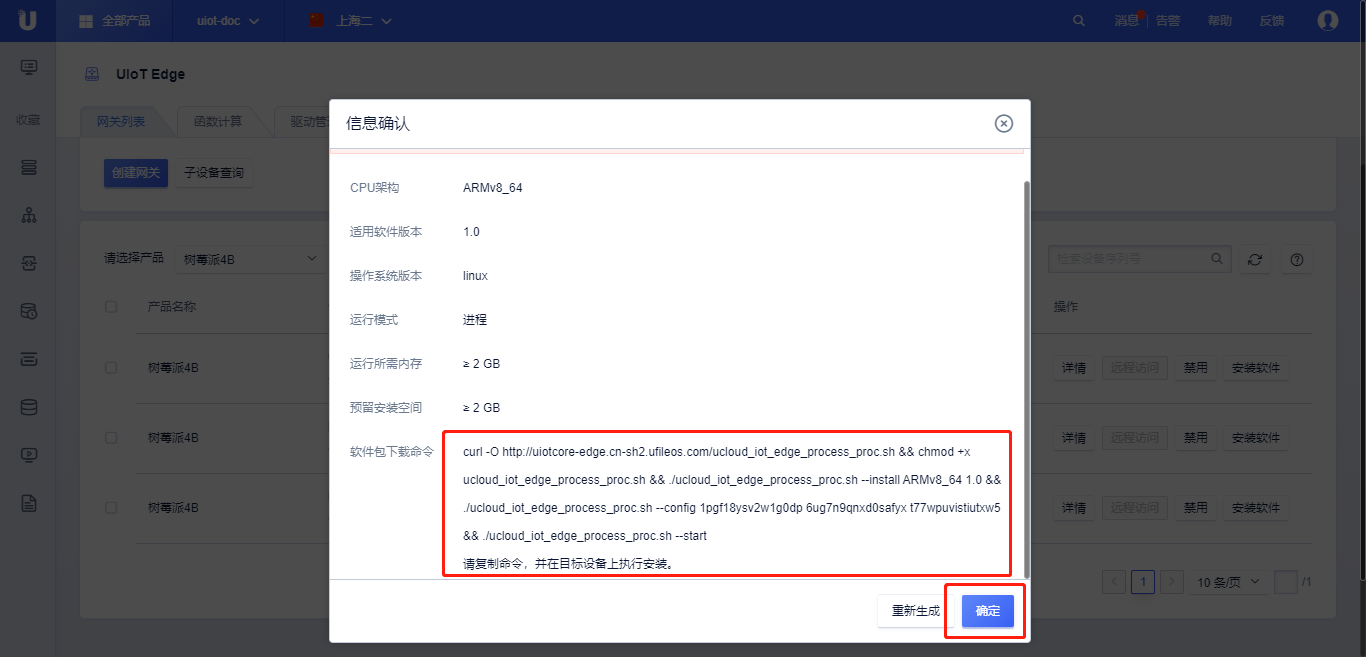 全部产品 uiot-doc 上海二 消息 告警 帮助 反馈
UIoT Edge
收藏
网关列表 函数计算 驱动管
创建网关 子设备查询
请选择产品 树莓派4B 检索设备序列号
产品名称 操作
树莓派4B 详情 远程访问 禁用 安装软件
树莓派4B 详情 远程访问 禁用 安装软件
树莓派4B 详情 远程访问 禁用 安装软件
1 10 条/页 /1
信息确认
CPU架构 ARMv8_64
适用软件版本 1.0
操作系统版本 linux
运行模式 进程
运行所需内存 ≥ 2 GB
预留安装空间 ≥ 2 GB
软件包下载命令 curl -O http://uiotcore-edge.cn-sh2.ufileos.com/ucloud_iot_edge_process_proc.sh && chmod +x
ucloud_iot_edge_process_proc.sh && ./ucloud_iot_edge_process_proc.sh --install ARMv8_64 1.0 &&
./ucloud_iot_edge_process_proc.sh --config 1pgf18ysv2w1g0dp 6ug7n9qnxd0safyx t77wpuvistiutxw5
&& ./ucloud_iot_edge_process_proc.sh --start
请复制命令，并在目标设备上执行安装。
重新生成 确定